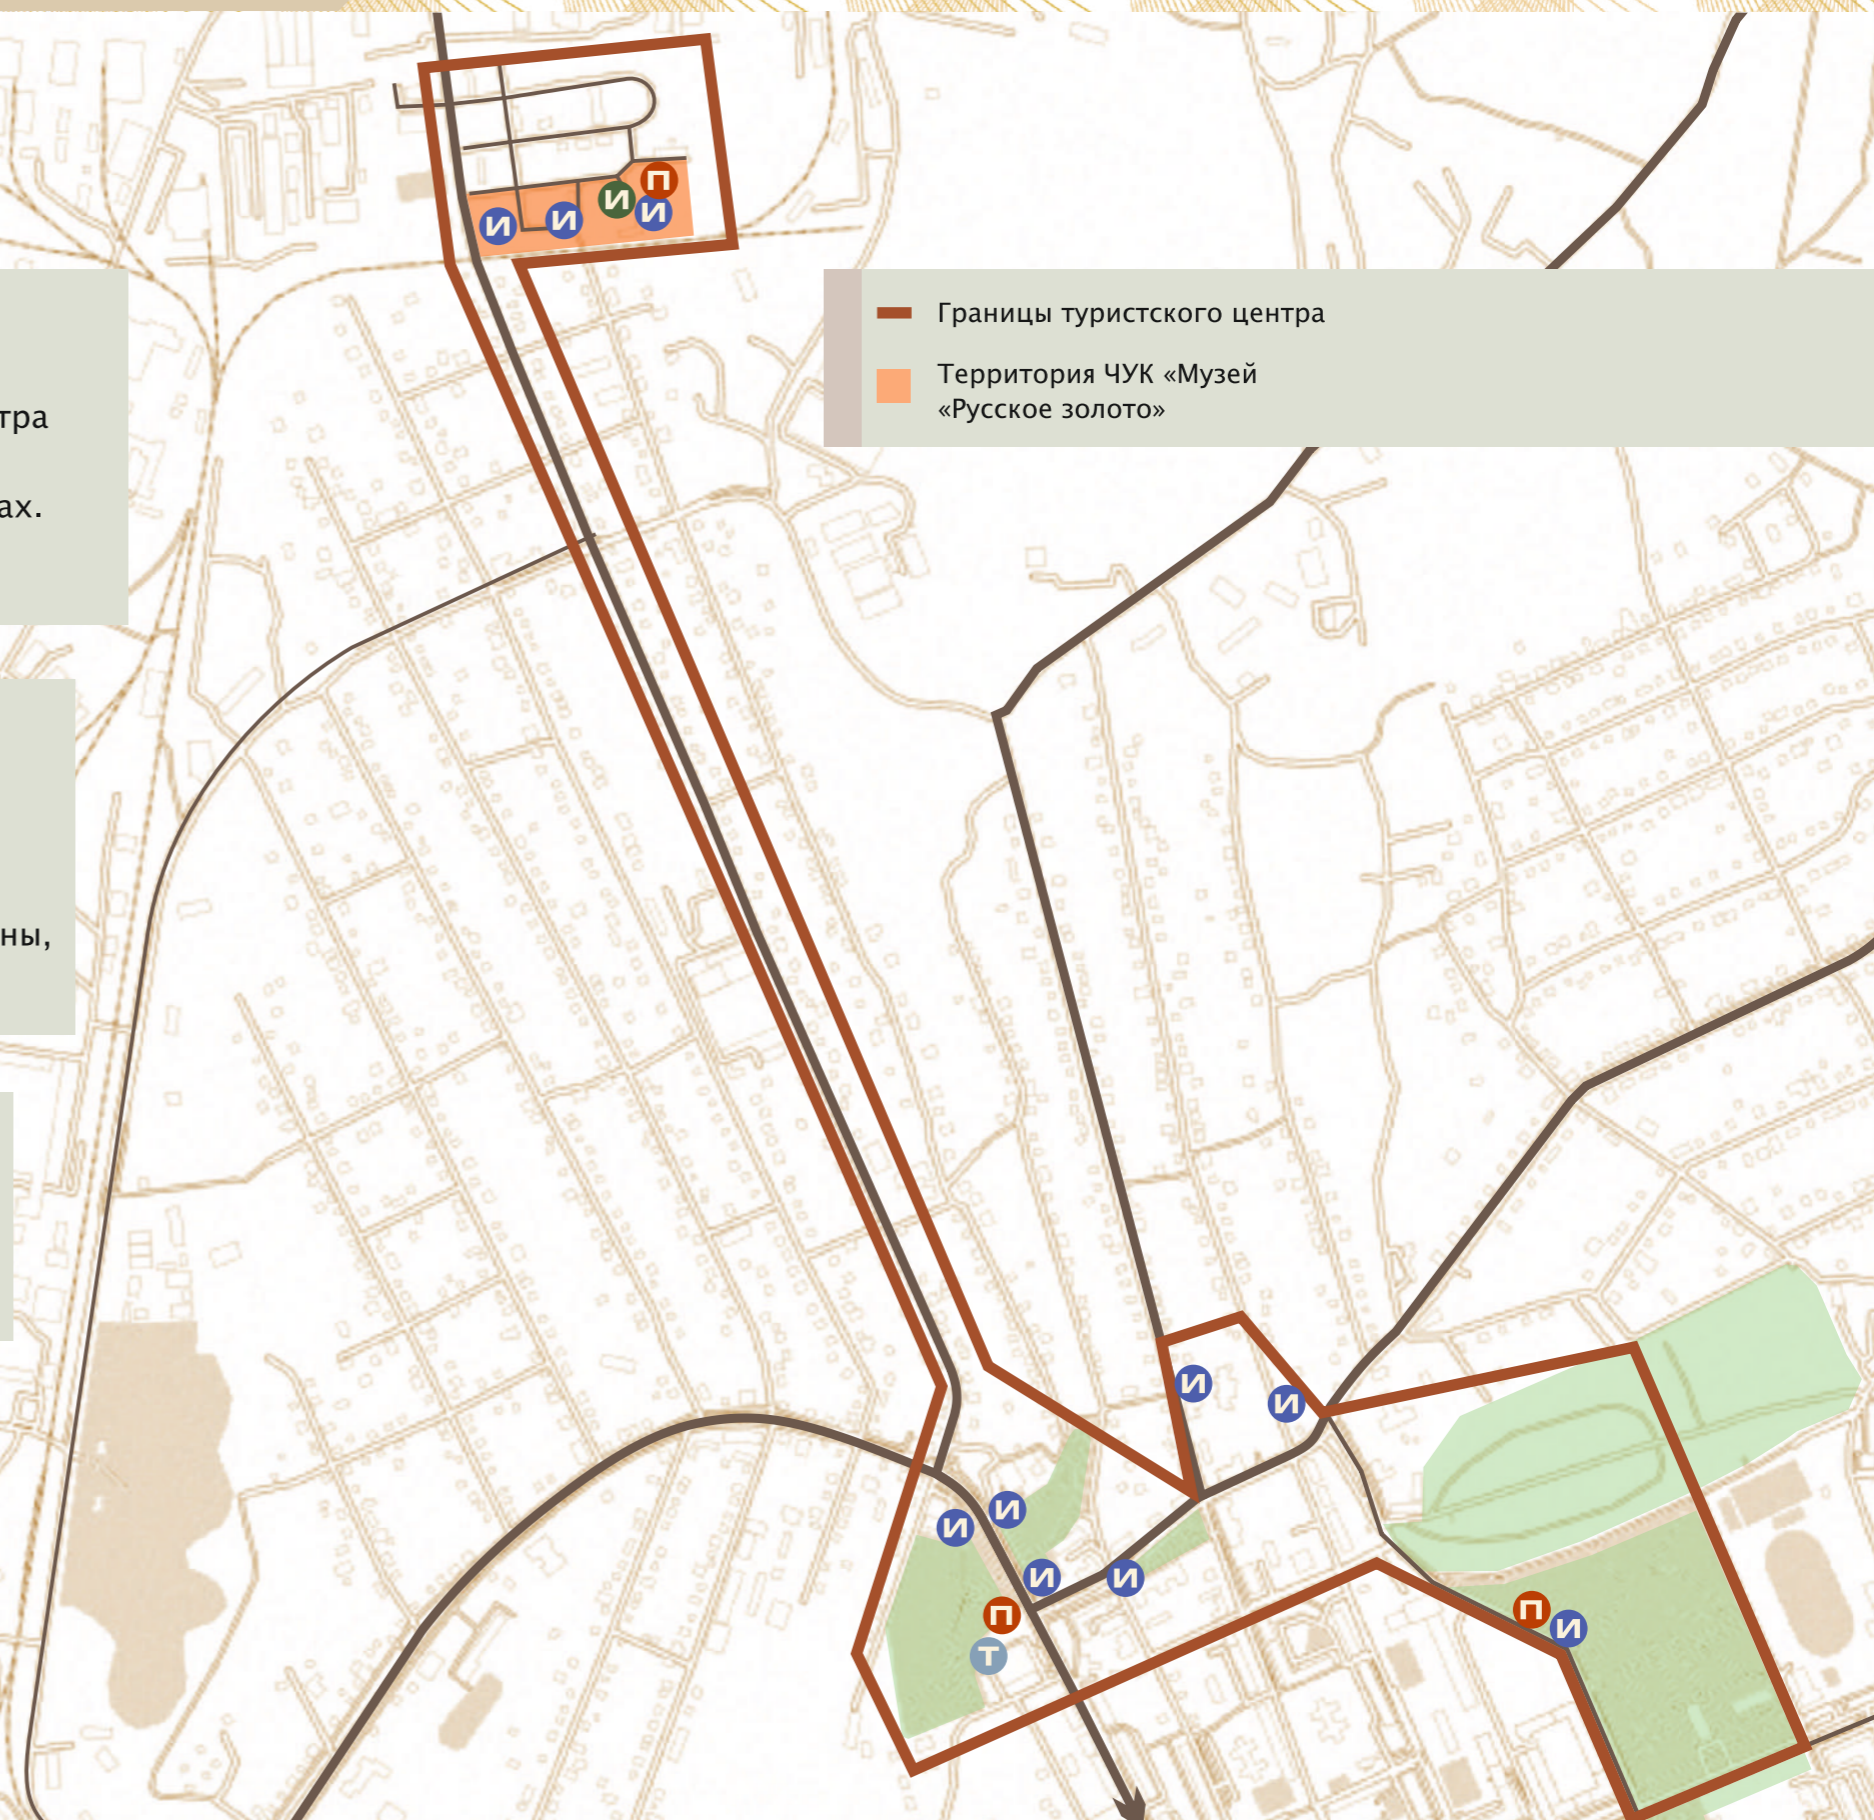 П
И
И
И
И
Границы туристского центра
Территория ЧУК «Музей
«Русское золото»
тра
ах.
ны,
И
И
И
И
И
И
П
Т
П
И